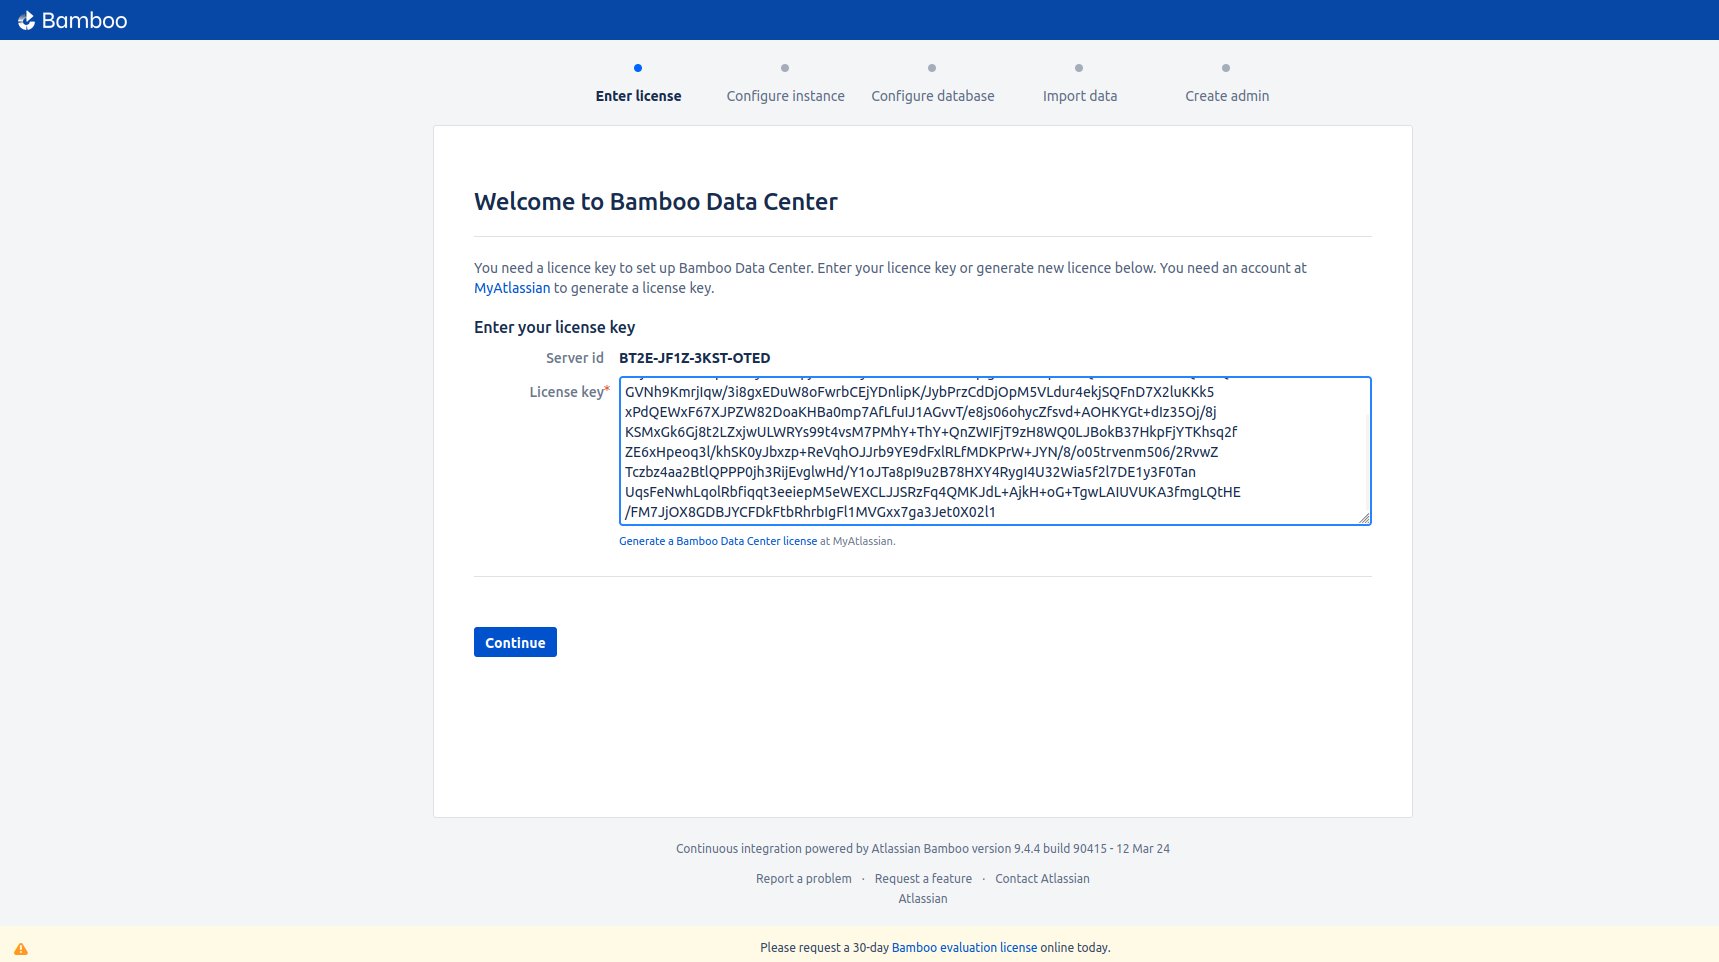 Bamboo
Enter license
Configure instance
Configure database
Import data
Create admin
Welcome to Bamboo Data Center
You need a licence key to set up Bamboo Data Center. Enter your licence key or generate new licence below. You need an account at
MyAtlassian to generate a license key.
Enter your license key
Server id BT2E-JF1Z-3KST-OTED
License key*
GVNh9KmrjIqw/3i8gxEDuW8oFwrbCEjYDnlipK/JybPrzCdDjOpM5VLdur4ekjSQFnD7X2luKKk5
xPdQEWxF67XJPZW82DoaKHBa0mp7AfLfuIJ1AGvvT/e8js06ohycZfsvd+AOHKYGt+dIz35Oj/8j
KSMxGk6Gj8t2LZxjwULWRYs99t4vsM7PMhY+ThY+QnZWIFjT9zH8WQ0LJBokB37HkpFjYTKhsq2f
ZE6xHpeoq3l/khSK0yJbxzp+ReVqhOJJrb9YE9dFxlRLfMDKPrW+JYN/8/o05trvenm506/2RvwZ
Tczbz4aa2BtlQPPP0jh3RijEvglwHd/Y1oJTa8pI9u2B78HXY4RygI4U32Wia5f2l7DE1y3F0Tan
UqsFeNwhLqolRbfiqqt3eeiepM5eWEXCLJJSRzFq4QMKJdL+AjkH+oG+TgwLAIUVUKA3fmgLQtHE
/FM7JjOX8GDBJYCFDkFtbRhrbIgFl1MVGxx7ga3Jet0X02l1
Generate a Bamboo Data Center license at MyAtlassian.
Continue
Continuous integration powered by Atlassian Bamboo version 9.4.4 build 90415 - 12 Mar 24
Report a problem · Request a feature · Contact Atlassian
Atlassian
Please request a 30-day Bamboo evaluation license online today.